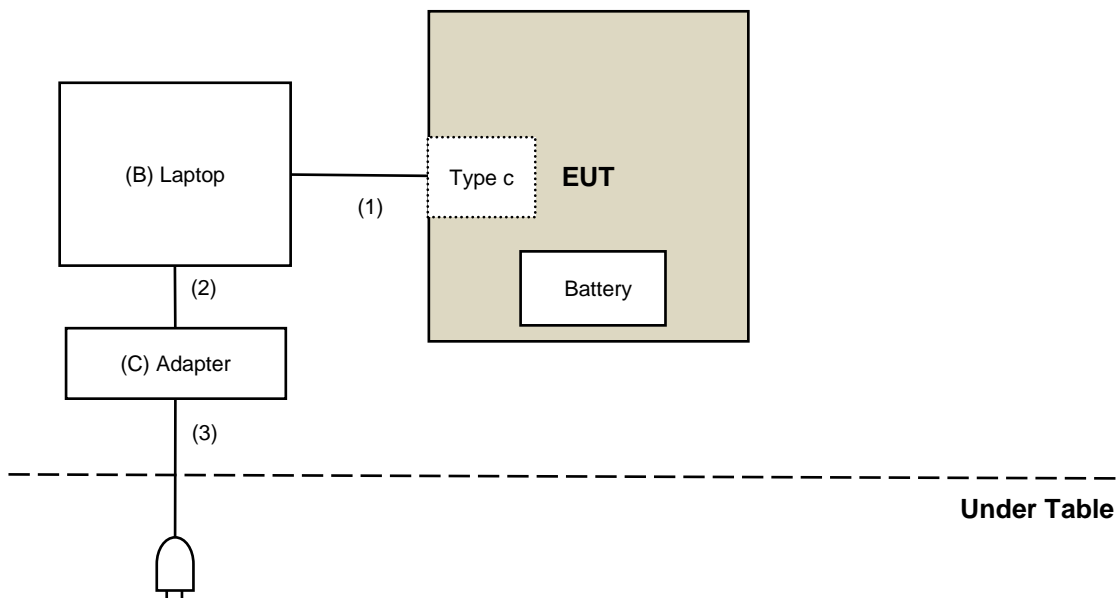 (B) Laptop
Type c
EUT
(1)
Battery
(2)
(C) Adapter
(3)
Under Table